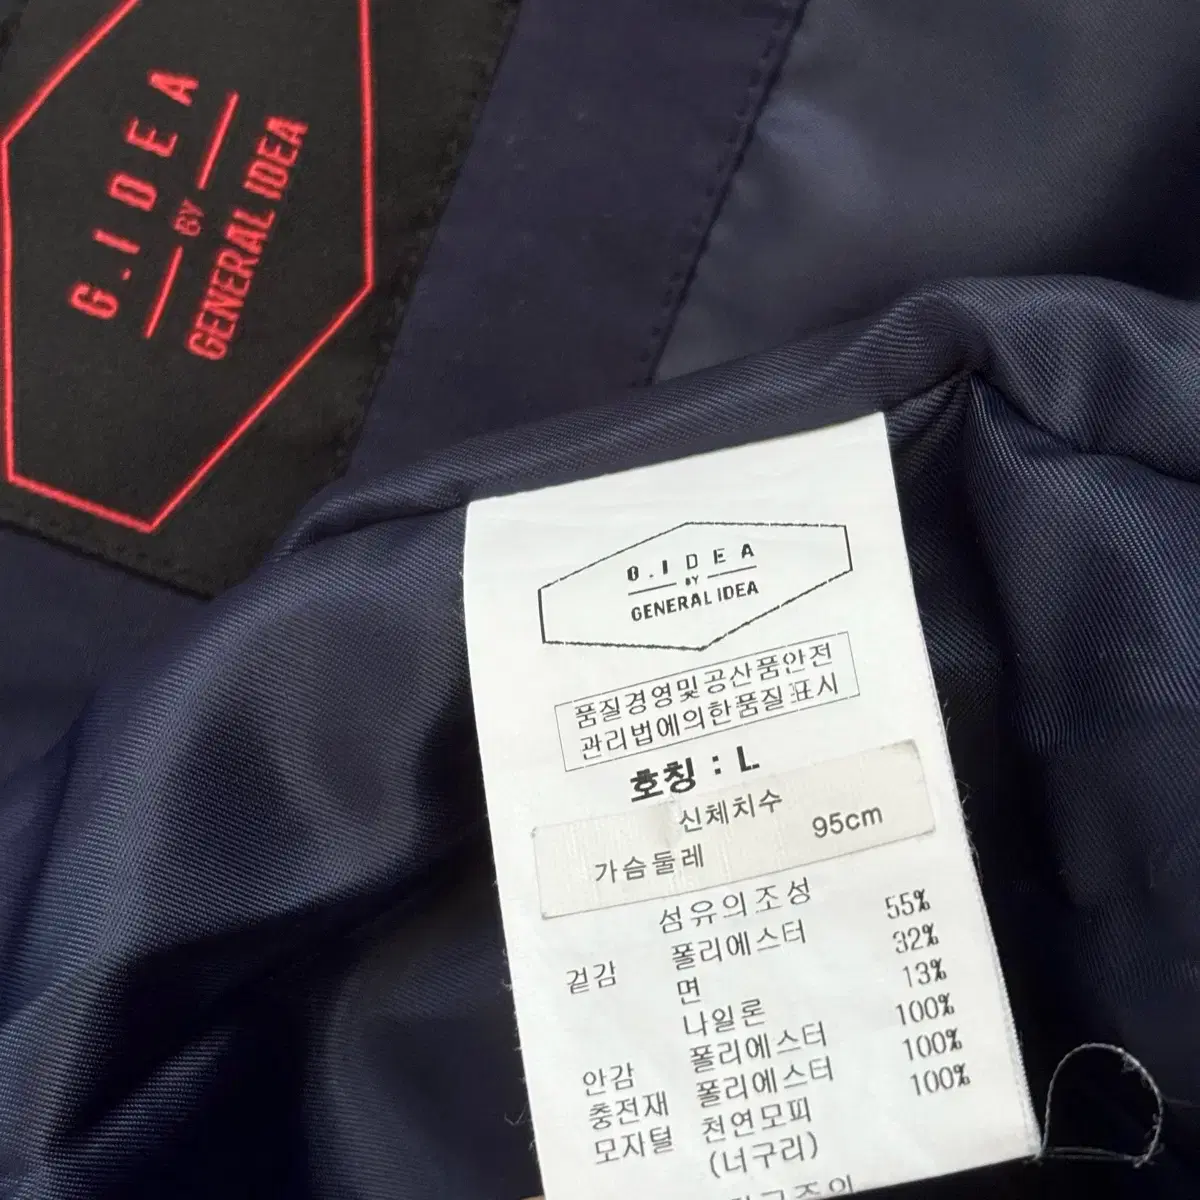 G.IDEA
BY
GENERAL IDEA
G.IDEA
BY
GENERAL IDEA
품질경영및공산품안전
관리법에의한품질표시
호칭 : L
신체치수
가슴둘레 95cm
섬유의조성
겉감 폴리에스터 55%
면 32%
나일론 13%
안감 폴리에스터 100%
충전재 폴리에스터 100%
모자털 천연모피 100%
(너구리)